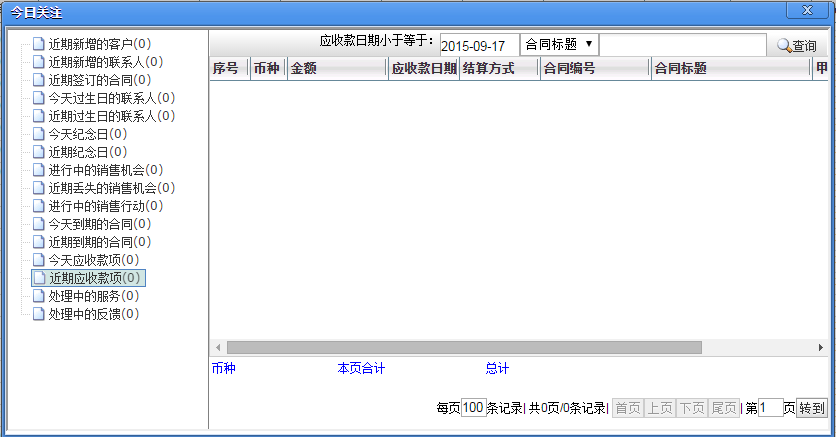 今日关注
近期新增的客户(0)
近期新增的联系人(0)
近期签订的合同(0)
今天过生日的联系人(0)
近期过生日的联系人(0)
今天纪念日(0)
近期纪念日(0)
进行中的销售机会(0)
近期丢失的销售机会(0)
进行中的销售行动(0)
今天到期的合同(0)
近期到期的合同(0)
今天应收款项(0)
近期应收款项(0)
处理中的服务(0)
处理中的反馈(0)
应收款日期小于等于： 2015-09-17 合同标题 查询
序号 币种 金额 应收款日期 结算方式 合同编号 合同标题 甲
币种 本页合计 总计
每页100条记录| 共0页/0条记录| 首页 上页 下页 尾页 | 第1页 转到